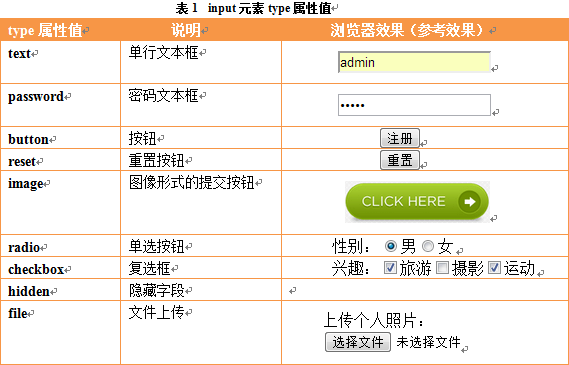 表 1 input 元素 type 属性值
type 属性值 说明 浏览器效果（参考效果）
text 单行文本框 admin
password 密码文本框 •••••
button 按钮 注册
reset 重置按钮 重置
image 图像形式的提交按钮 CLICK HERE
radio 单选按钮 性别： 男 女
checkbox 复选框 兴趣： 旅游 摄影 运动
hidden 隐藏字段
file 文件上传 上传个人照片：
选择文件 未选择文件